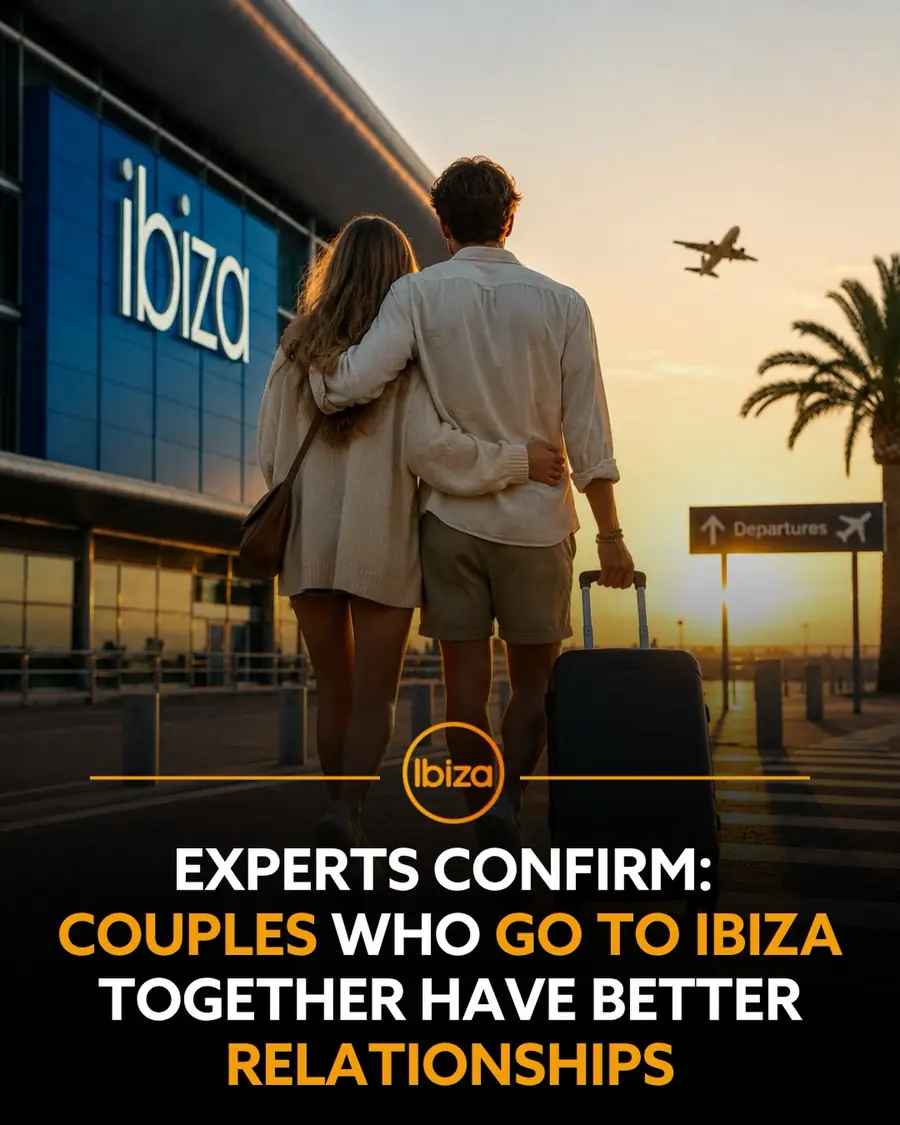 ibiza
Departures
Ibiza
EXPERTS CONFIRM:
COUPLES WHO GO TO IBIZA
TOGETHER HAVE BETTER
RELATIONSHIPS